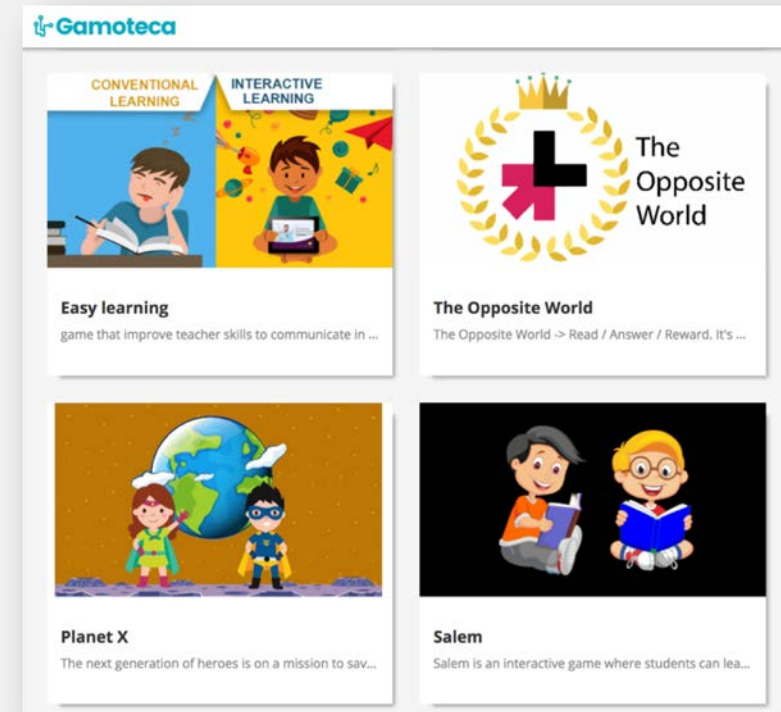 Gamoteca
CONVENTIONAL
LEARNING
INTERACTIVE
LEARNING
The
Opposite
World
Easy learning
game that improve teacher skills to communicate in ...
The Opposite World
The Opposite World -> Read / Answer / Reward. It's ...
Planet X
The next generation of heroes is on a mission to sav...
Salem
Salem is an interactive game where students can lea...